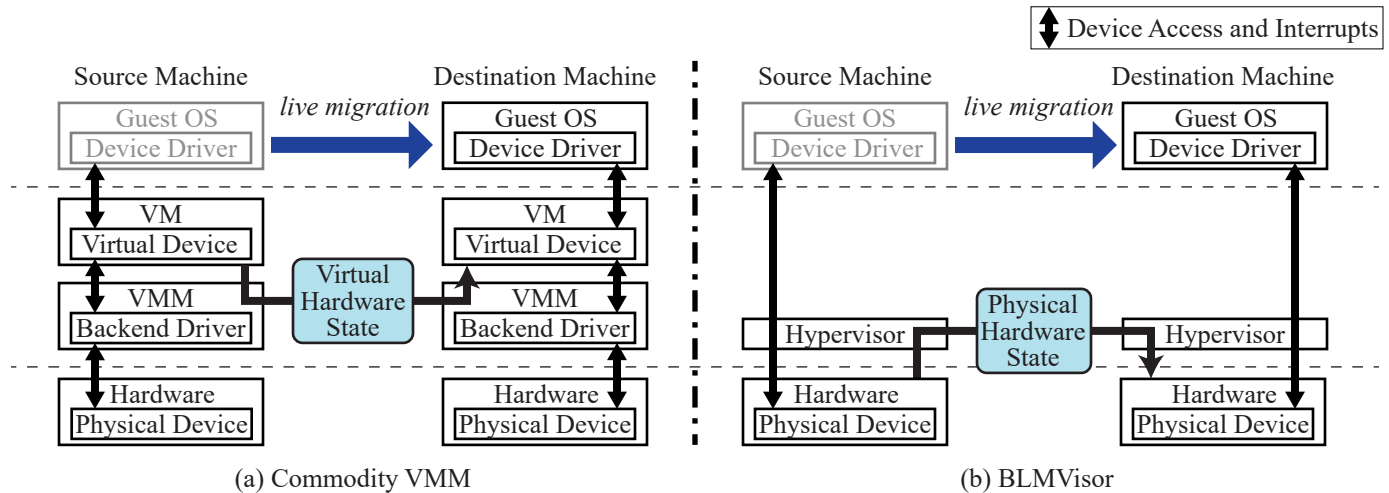 Device Access and Interrupts
Source Machine
Destination Machine
live migration
Guest OS
Device Driver
Guest OS
Device Driver
VM
Virtual Device
VM
Virtual Device
Virtual
Hardware
State
VMM
Backend Driver
VMM
Backend Driver
Hardware
Physical Device
Hardware
Physical Device
(a) Commodity VMM
Source Machine
Destination Machine
live migration
Guest OS
Device Driver
Guest OS
Device Driver
Physical
Hardware
State
Hypervisor
Hypervisor
Hardware
Physical Device
Hardware
Physical Device
(b) BLMVisor